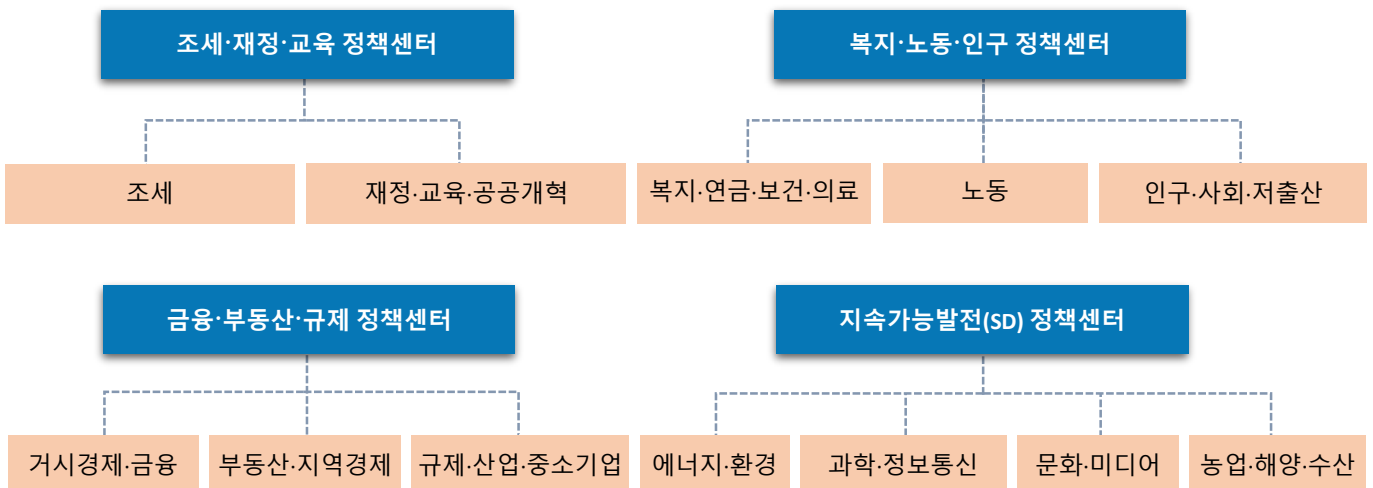 조세·재정·교육 정책센터
복지·노동·인구 정책센터
조세
재정·교육·공공개혁
복지·연금·보건·의료
노동
인구·사회·저출산
금융·부동산·규제 정책센터
지속가능발전(SD) 정책센터
거시경제·금융
부동산·지역경제
규제·산업·중소기업
에너지·환경
과학·정보통신
문화·미디어
농업·해양·수산